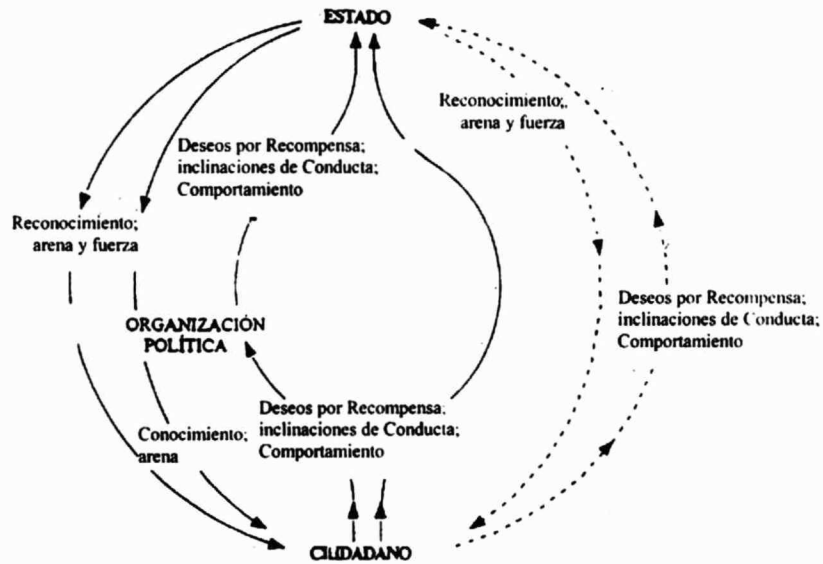 ESTADO
Reconocimiento;
arena y fuerza
Deseos por Recompensa;
inclinaciones de Conducta;
Comportamiento
Reconocimiento;
arena y fuerza
Deseos por Recompensa;
inclinaciones de Conducta;
Comportamiento
ORGANIZACIÓN
POLÍTICA
Deseos por Recompensa;
inclinaciones de Conducta;
Comportamiento
Conocimiento;
arena
CIUDADANO